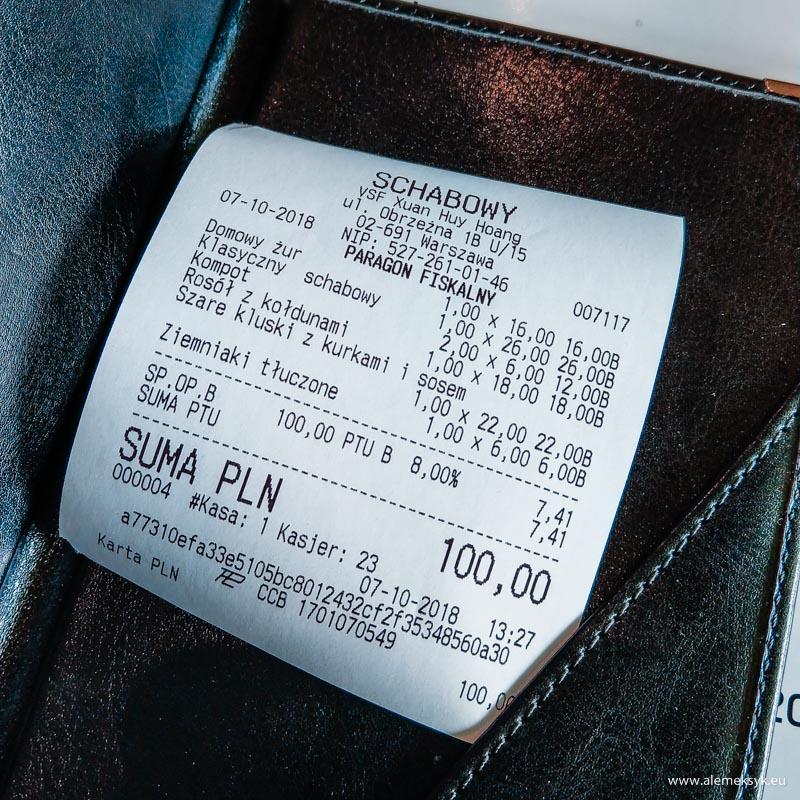 SCHABOWY
VSF Xuan Huy Hoang
ul. Obrzeżna 1B U/15
02-691 Warszawa
NIP: 527-261-01-46
07-10-2018 007117
PARAGON FISKALNY
Domowy żur 1,00 x 16,00 16,00B
Klasyczny schabowy 1,00 x 26,00 26,00B
Kompot 2,00 x 6,00 12,00B
Rosół z kołdunami 1,00 x 18,00 18,00B
Szare kluski z kurkami i sosem
1,00 x 22,00 22,00B
Ziemniaki tłuczone 1,00 x 6,00 6,00B
SP.OP.B 100,00 PTU B 8,00% 7,41
SUMA PTU 7,41
SUMA PLN 100,00
000004 #Kasa: 1 Kasjer: 23 07-10-2018 13:27
a77310efa33e5105bc8012432cf2f35348560a30
CCB 1701070549
Karta PLN 100,00
20
www.alemeksyk.eu